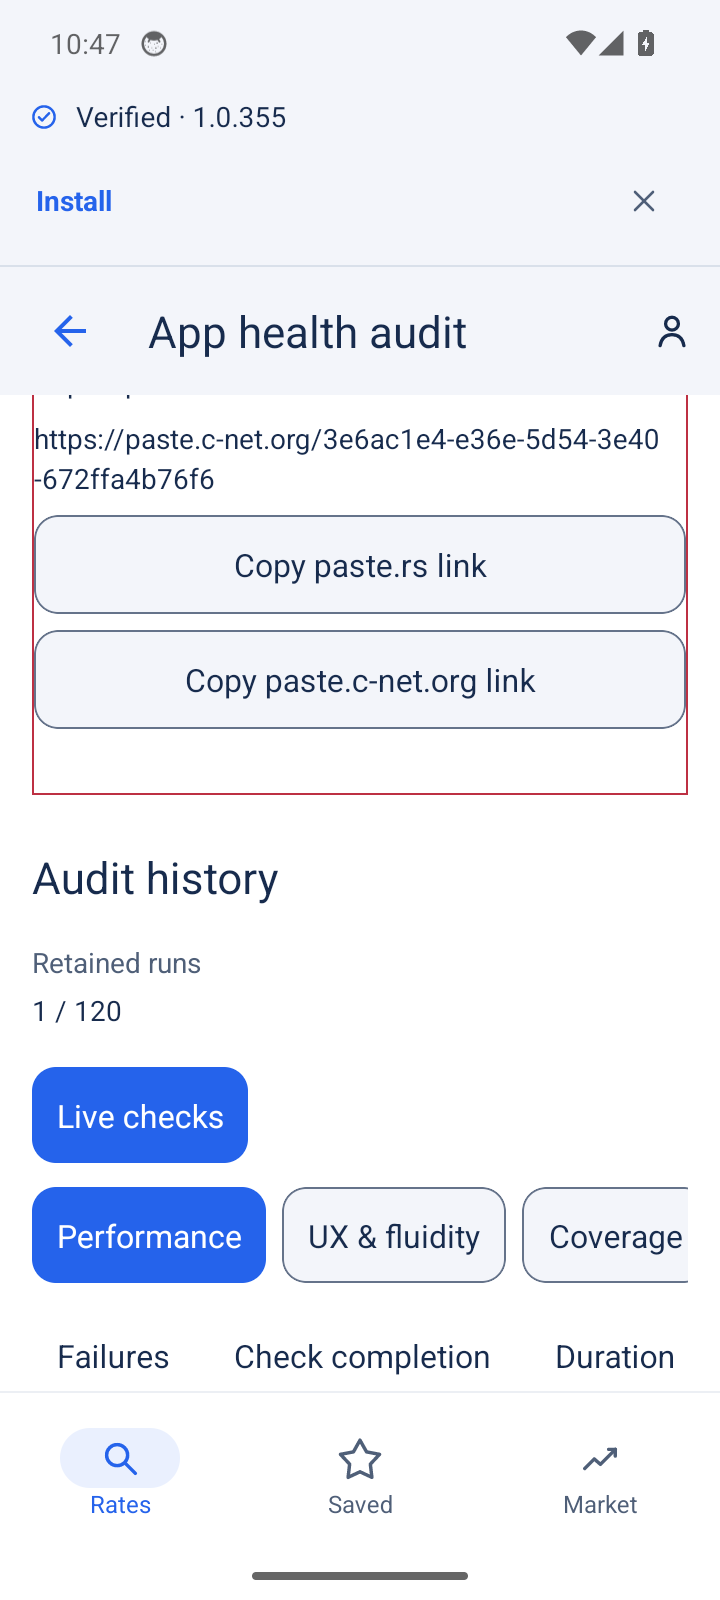 10:47
Verified · 1.0.355
Install
App health audit
https://paste.c-net.org/3e6ac1e4-e36e-5d54-3e40
-672ffa4b76f6
Copy paste.rs link
Copy paste.c-net.org link
Audit history
Retained runs
1 / 120
Live checks
Performance UX & fluidity Coverage
Failures Check completion Duration
Rates Saved Market